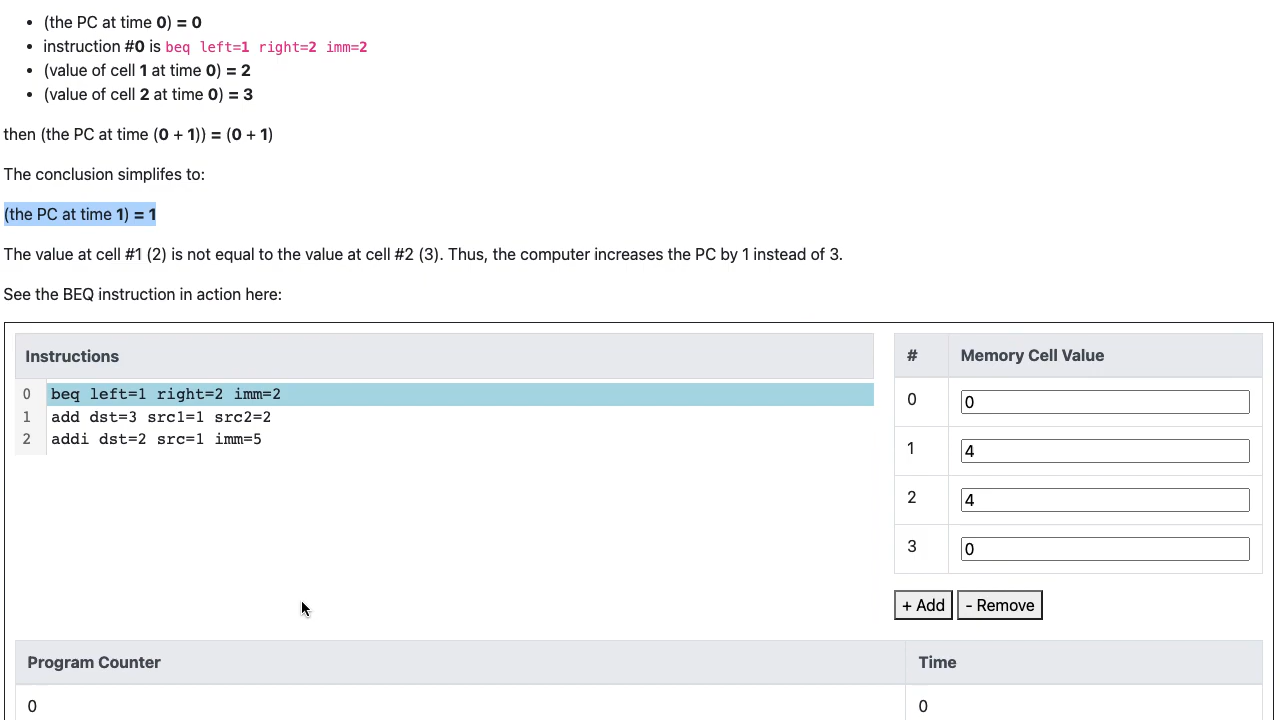 • (the PC at time 0) = 0
• instruction #0 is beq left=1 right=2 imm=2
• (value of cell 1 at time 0) = 2
• (value of cell 2 at time 0) = 3
then (the PC at time (0 + 1)) = (0 + 1)
The conclusion simplifes to:
(the PC at time 1) = 1
The value at cell #1 (2) is not equal to the value at cell #2 (3). Thus, the computer increases the PC by 1 instead of 3.
See the BEQ instruction in action here:
Instructions
0 beq left=1 right=2 imm=2
1 add dst=3 src1=1 src2=2
2 addi dst=2 src=1 imm=5
# Memory Cell Value
0 0
1 4
2 4
3 0
+ Add - Remove
Program Counter Time
0 0